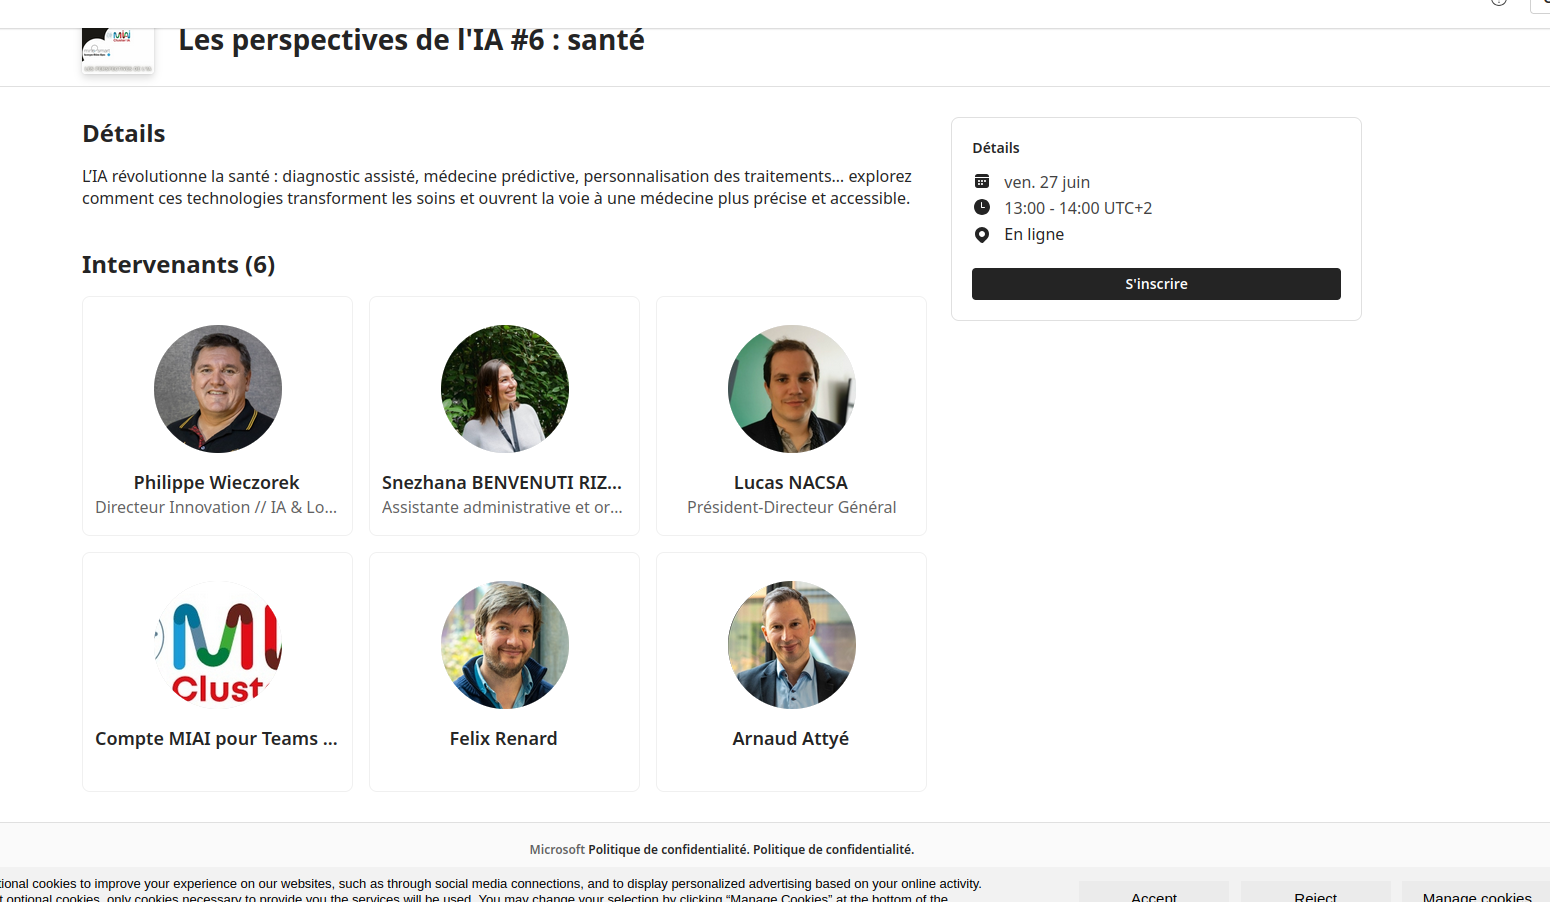 MIAI
Les perspectives de l'IA #6 : santé
Détails
L’IA révolutionne la santé : diagnostic assisté, médecine prédictive, personnalisation des traitements... explorez
comment ces technologies transforment les soins et ouvrent la voie à une médecine plus précise et accessible.
Intervenants (6)
Philippe Wieczorek
Directeur Innovation // IA & Lo...
Snezhana BENVENUTI RIZ...
Assistante administrative et or...
Lucas NACSA
Président-Directeur Général
MI
Clust
Compte MIAI pour Teams ...
Felix Renard
Arnaud Attyé
Détails
ven. 27 juin
13:00 - 14:00 UTC+2
En ligne
S'inscrire
Microsoft Politique de confidentialité. Politique de confidentialité.
tional cookies to improve your experience on our websites, such as through social media connections, and to display personalized advertising based on your online activity.
t optional cookies, only cookies necessary to provide you the services will be used. You may change your selection by clicking “Manage Cookies” at the bottom of the
Accept
Reject
Manage cookies